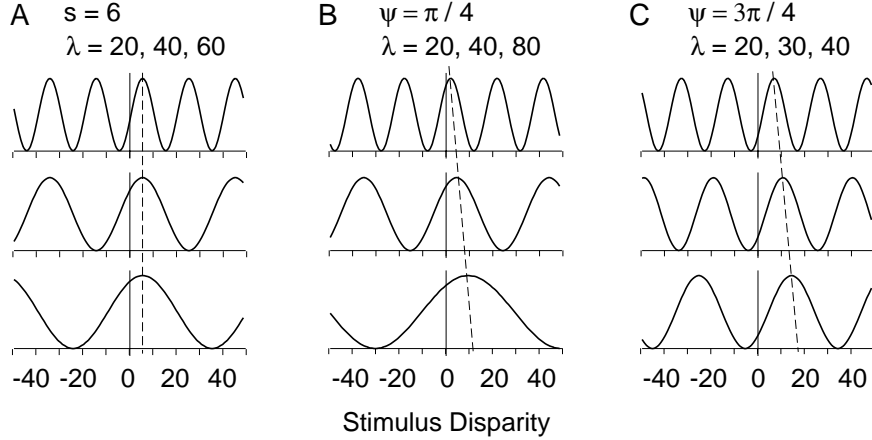 A s = 6
λ = 20, 40, 60
B ψ = π / 4
λ = 20, 40, 80
C ψ = 3π / 4
λ = 20, 30, 40
-40 -20 0 20 40
-40 -20 0 20 40
-40 -20 0 20 40
Stimulus Disparity